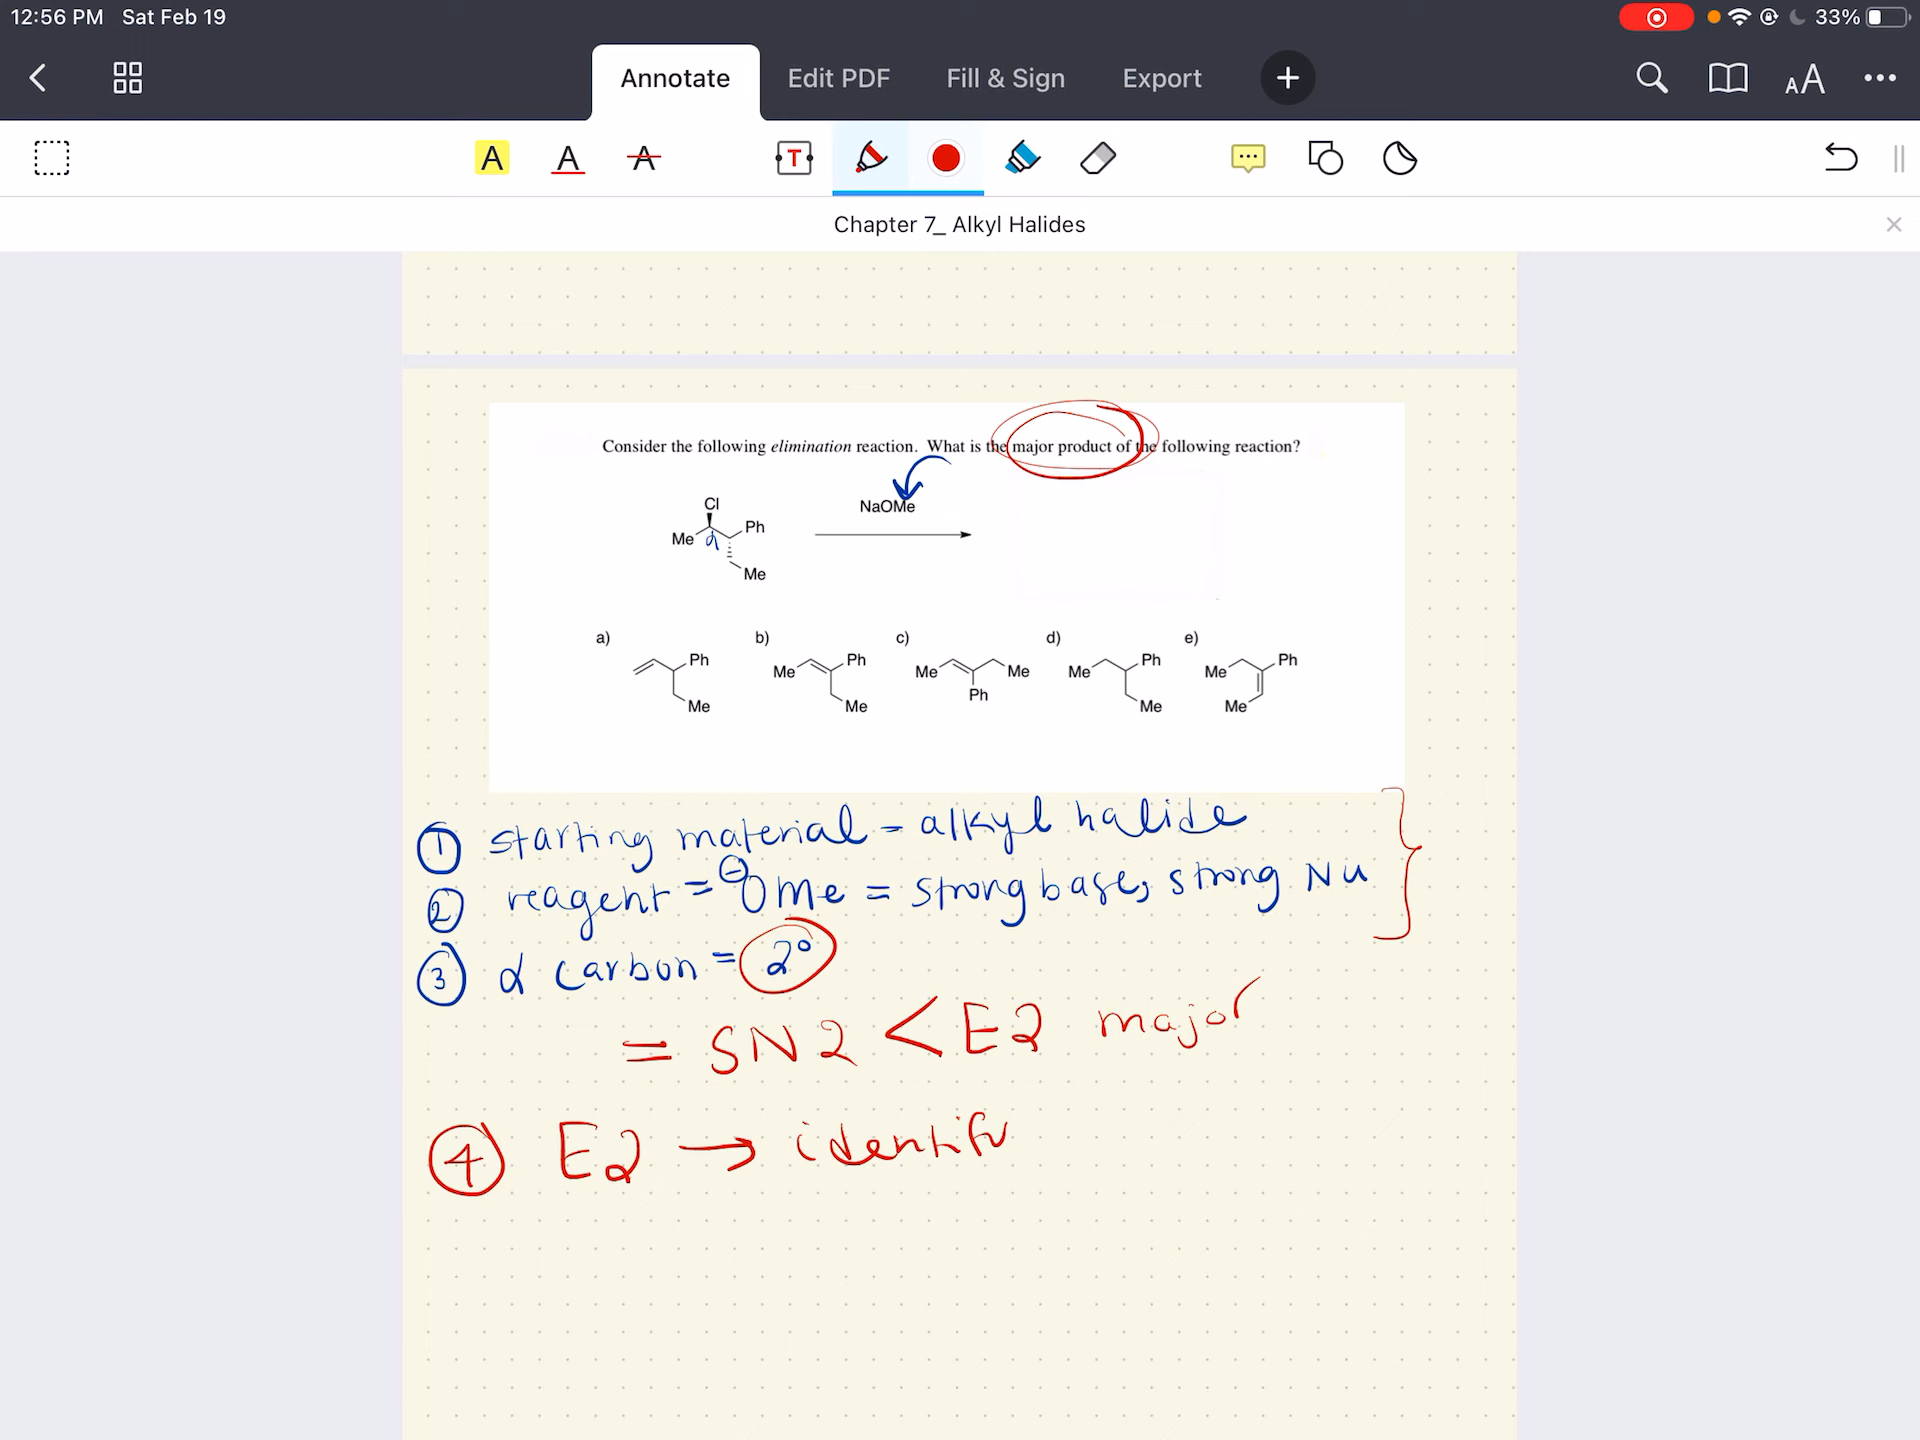 12:56 PM Sat Feb 19
33%
Annotate Edit PDF Fill & Sign Export
AA
A A A T
Chapter 7_ Alkyl Halides
Consider the following elimination reaction. What is the major product of the following reaction?
Cl
Me α Ph
Me
NaOMe
a) b) c) d) e)
Ph Me
Me Ph Me
Me Me Ph
Me Ph Me
Me Ph Me
① starting material - alkyl halide
② reagent = ⊖OMe = strong base, strong Nu
③ α carbon = 2°
= SN2 < E2 major
④ E2 → identify